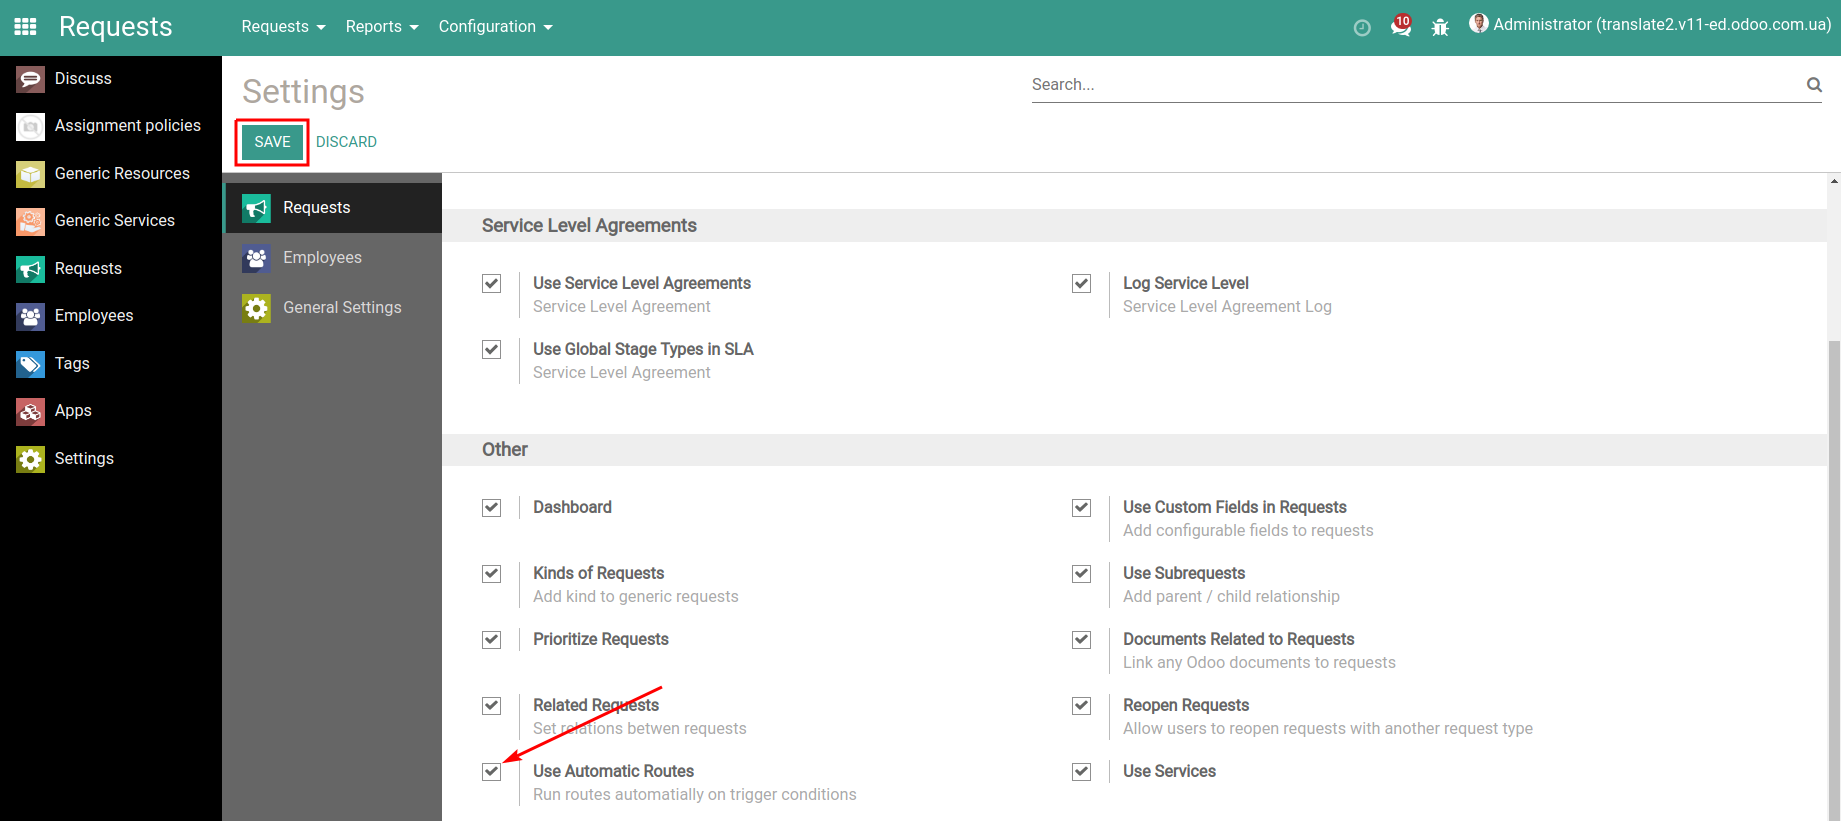 Requests
Requests Reports Configuration
10
Administrator (translate2.v11-ed.odoo.com.ua)
Discuss
Assignment policies
Generic Resources
Generic Services
Requests
Employees
Tags
Apps
Settings
Settings
Search...
SAVE DISCARD
Requests
Employees
General Settings
Service Level Agreements
Use Service Level Agreements
Service Level Agreement
Log Service Level
Service Level Agreement Log
Use Global Stage Types in SLA
Service Level Agreement
Other
Dashboard
Use Custom Fields in Requests
Add configurable fields to requests
Kinds of Requests
Add kind to generic requests
Use Subrequests
Add parent / child relationship
Prioritize Requests
Documents Related to Requests
Link any Odoo documents to requests
Related Requests
Set relations betwen requests
Reopen Requests
Allow users to reopen requests with another request type
Use Automatic Routes
Run routes automatially on trigger conditions
Use Services